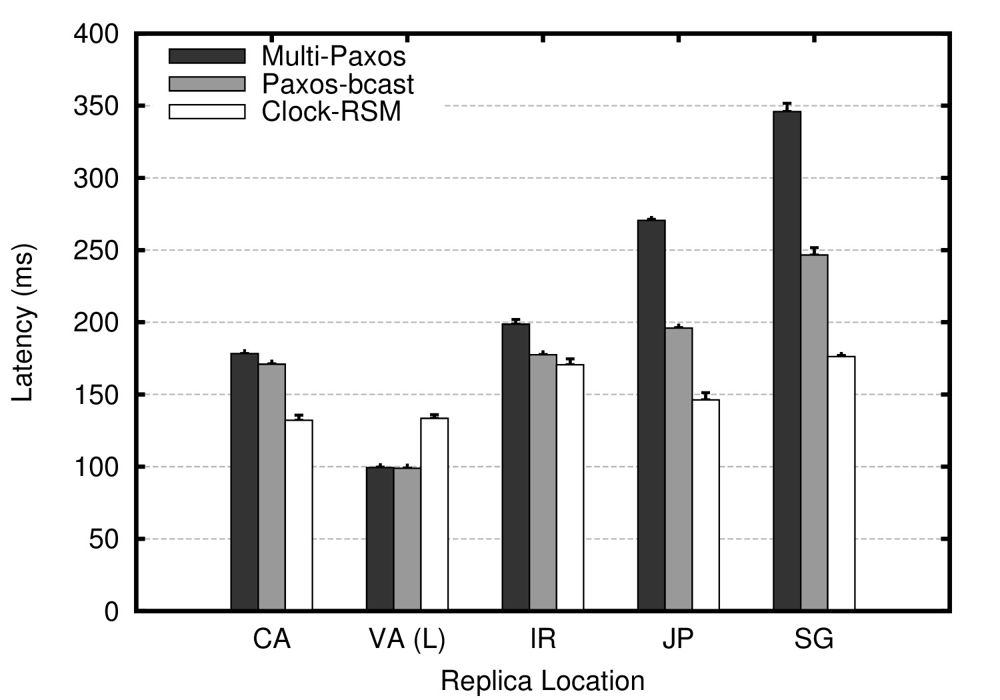 400
350
300
250
200
150
100
50
0
Latency (ms)
Multi-Paxos
Paxos-bcast
Clock-RSM
CA VA (L) IR JP SG
Replica Location